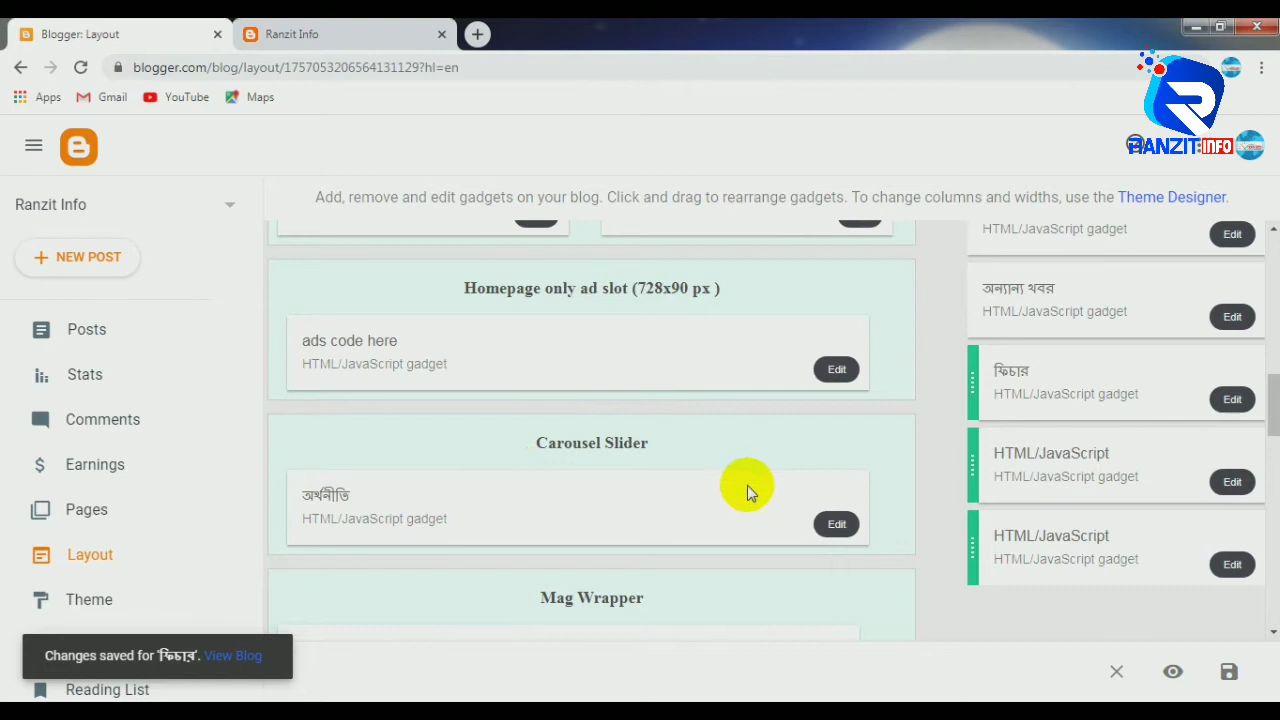 Blogger: Layout
Ranzit Info
blogger.com/blog/layout/1757053206564131129?hl=en
Apps
Gmail
YouTube
Maps
RANZIT INFO
Ranzit Info
Add, remove and edit gadgets on your blog. Click and drag to rearrange gadgets. To change columns and widths, use the Theme Designer.
NEW POST
Posts
Stats
Comments
Earnings
Pages
Layout
Theme
Reading List
Homepage only ad slot (728x90 px )
ads code here
HTML/JavaScript gadget
Edit
Carousel Slider
অর্থনীতি
HTML/JavaScript gadget
Edit
Mag Wrapper
HTML/JavaScript gadget
Edit
অন্যান্য খবর
HTML/JavaScript gadget
Edit
ফিচার
HTML/JavaScript gadget
Edit
HTML/JavaScript
HTML/JavaScript gadget
Edit
HTML/JavaScript
HTML/JavaScript gadget
Edit
Changes saved for 'ফিচার'. View Blog